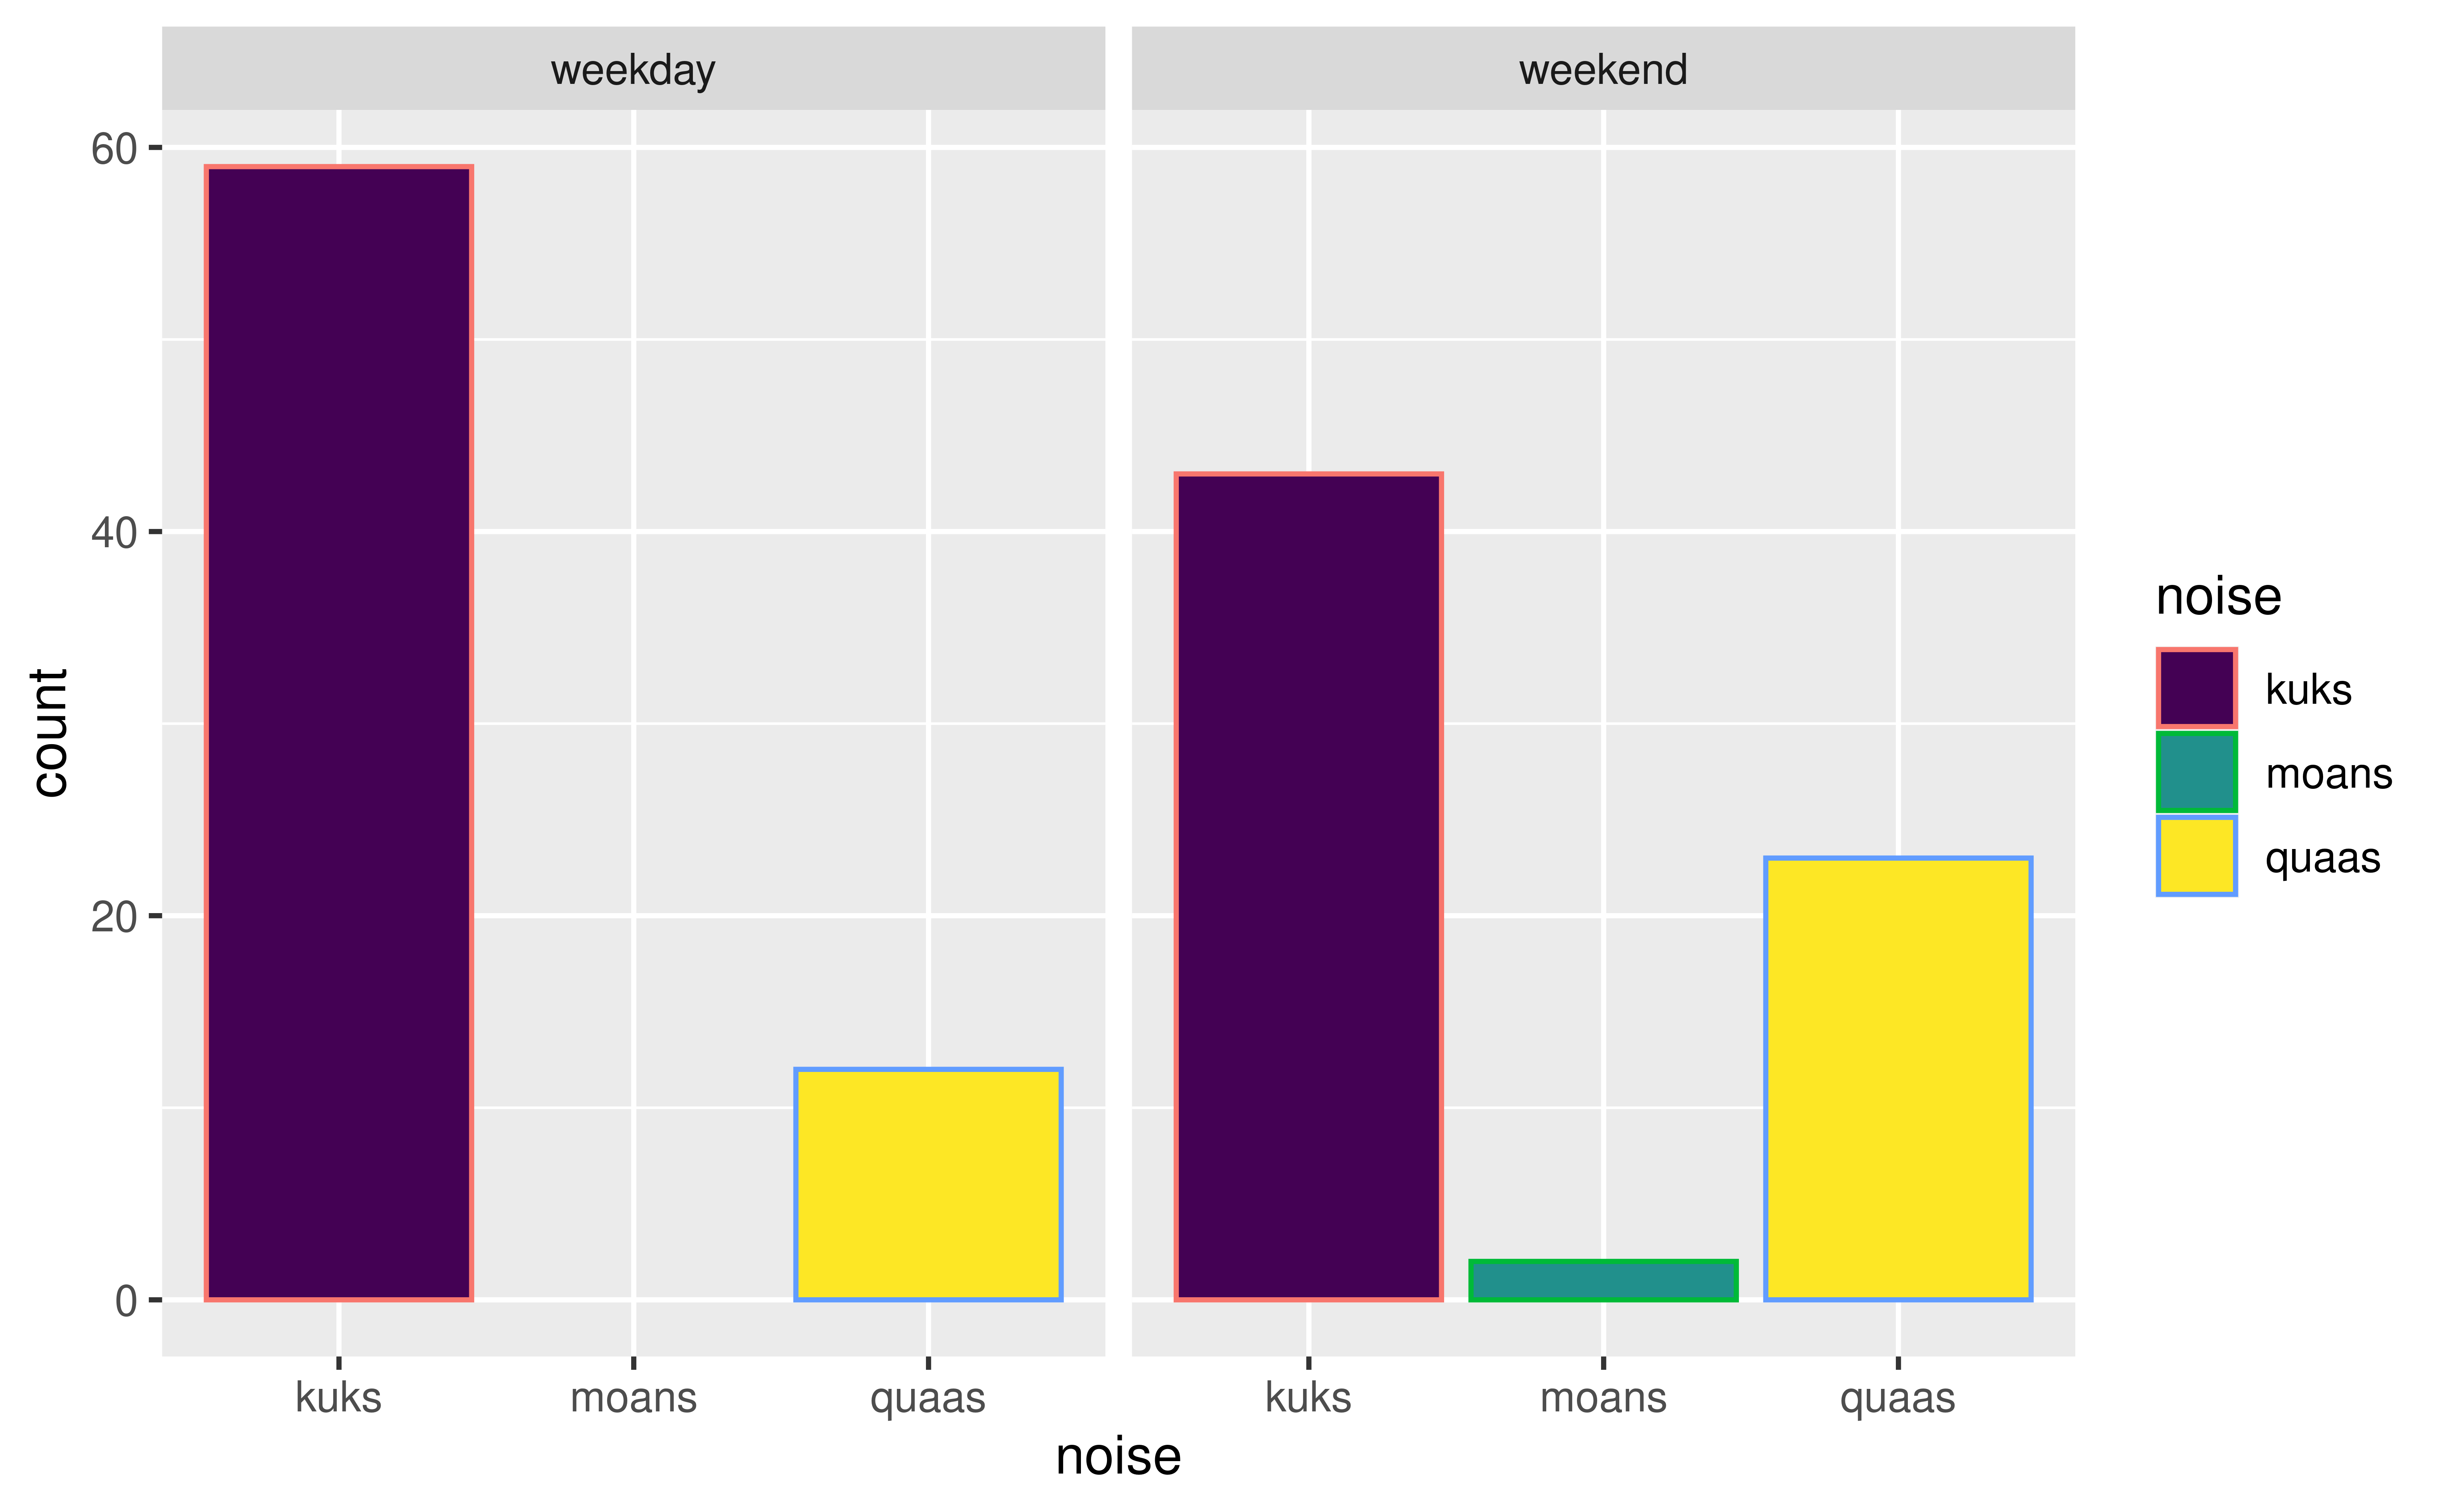 weekday weekend
60
40
20
0
count
kuks moans quaas kuks moans quaas
noise
noise
kuks
moans
quaas